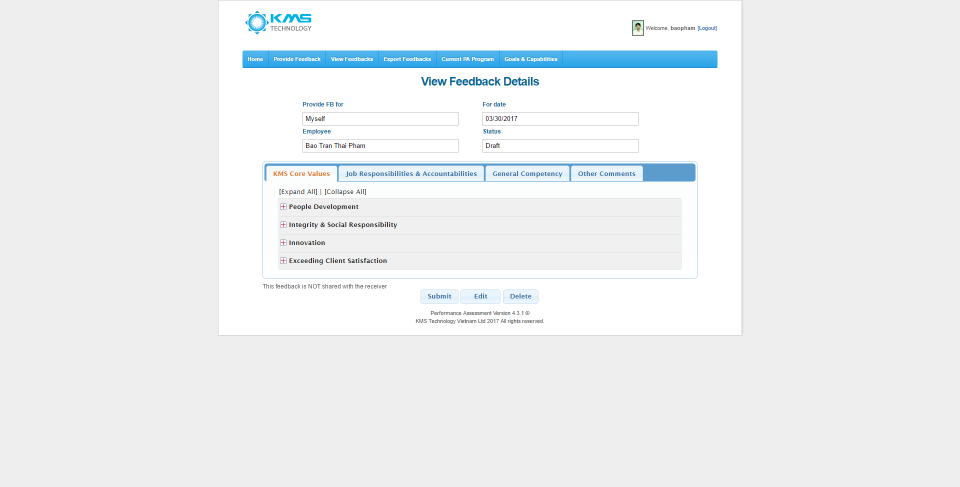 KMS
TECHNOLOGY
Welcome, baopham [Logout]
Home Provide Feedback View Feedbacks Export Feedbacks Current PA Program Goals & Capabilities
View Feedback Details
Provide FB for For date
Myself 03/30/2017
Employee Status
Bao Tran Thai Pham Draft
KMS Core Values Job Responsibilities & Accountabilities General Competency Other Comments
[Expand All] | [Collapse All]
People Development
Integrity & Social Responsibility
Innovation
Exceeding Client Satisfaction
This feedback is NOT shared with the receiver
Submit Edit Delete
Performance Assessment Version 4.3.1 ®
KMS Technology Vietnam Ltd 2017 All rights reserved.